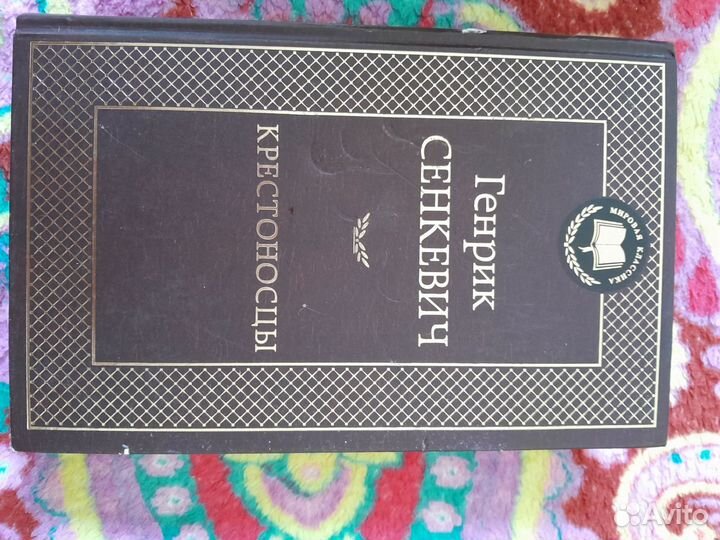 МИРОВАЯ КЛАССИКА
Генрик
СЕНКЕВИЧ
КРЕСТОНОСЦЫ
Avito